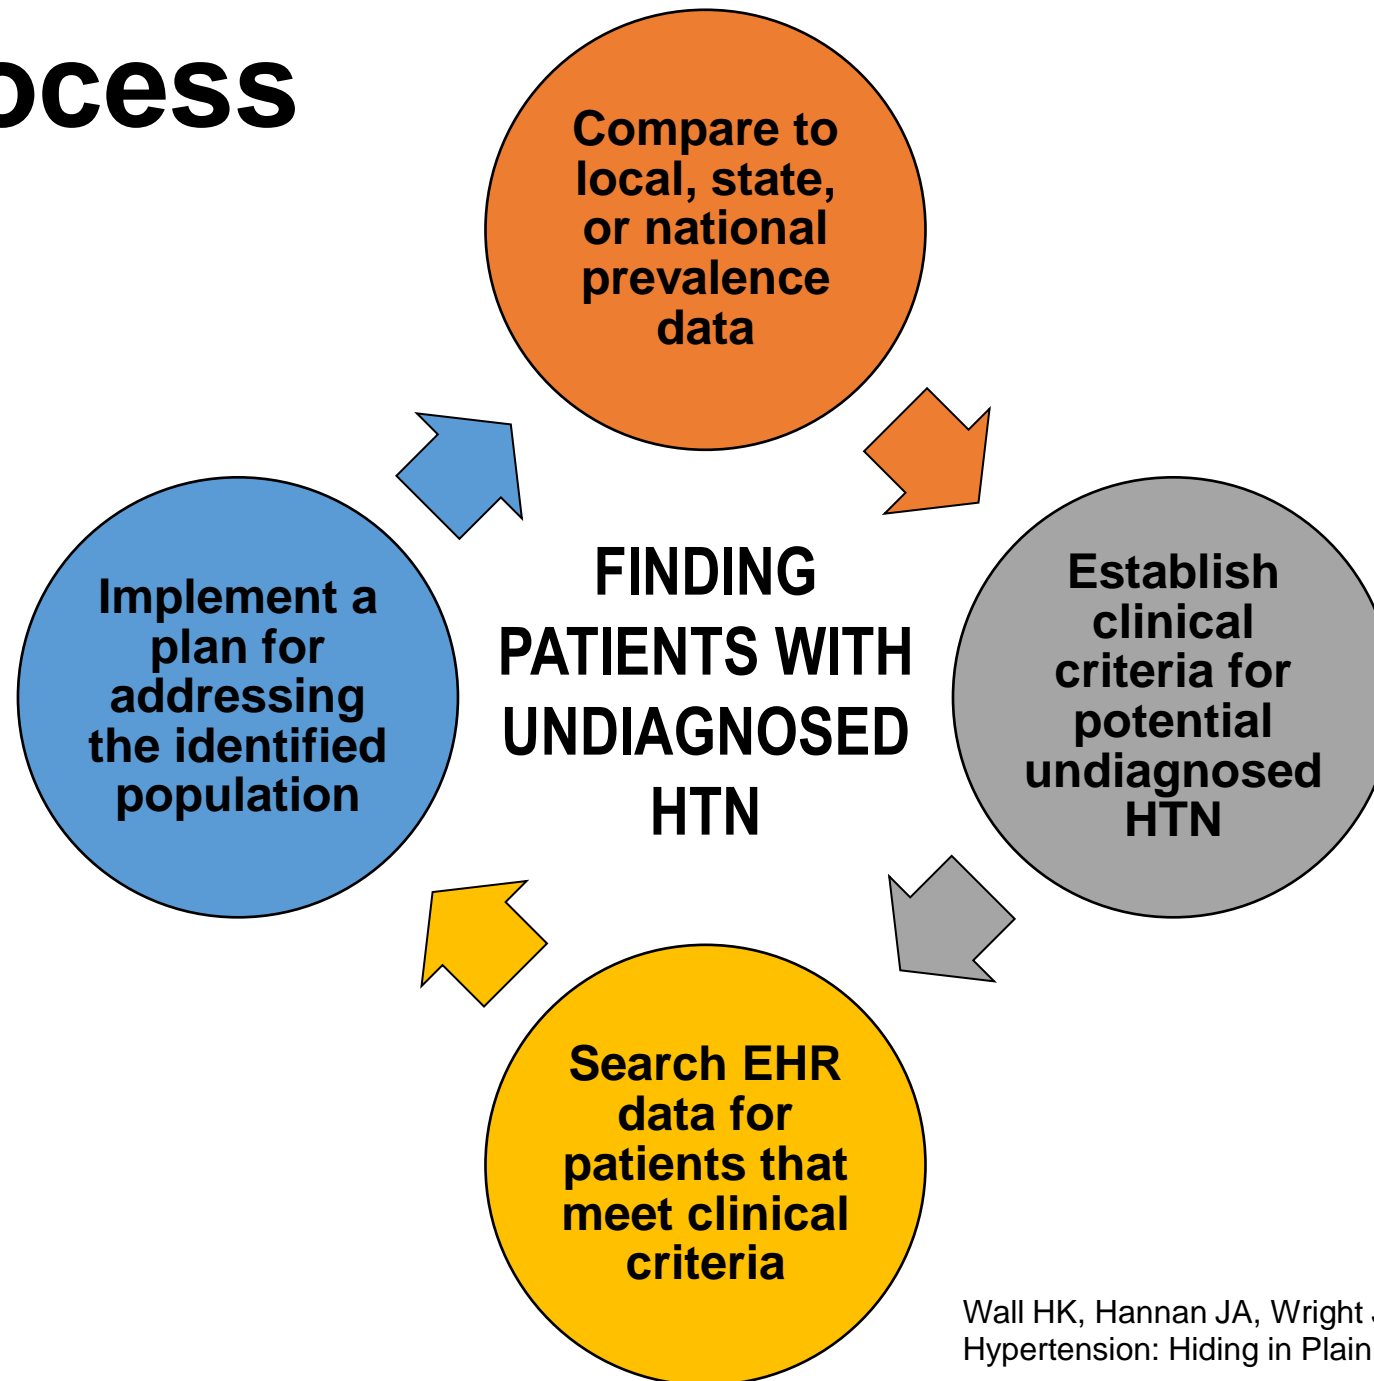 ocess
Compare to
local, state,
or national
prevalence
data
Establish
clinical
criteria for
potential
undiagnosed
HTN
Search EHR
data for
patients that
meet clinical
criteria
Implement a
plan for
addressing
the identified
population
FINDING
PATIENTS WITH
UNDIAGNOSED
HTN
Wall HK, Hannan JA, Wright
Hypertension: Hiding in Plain